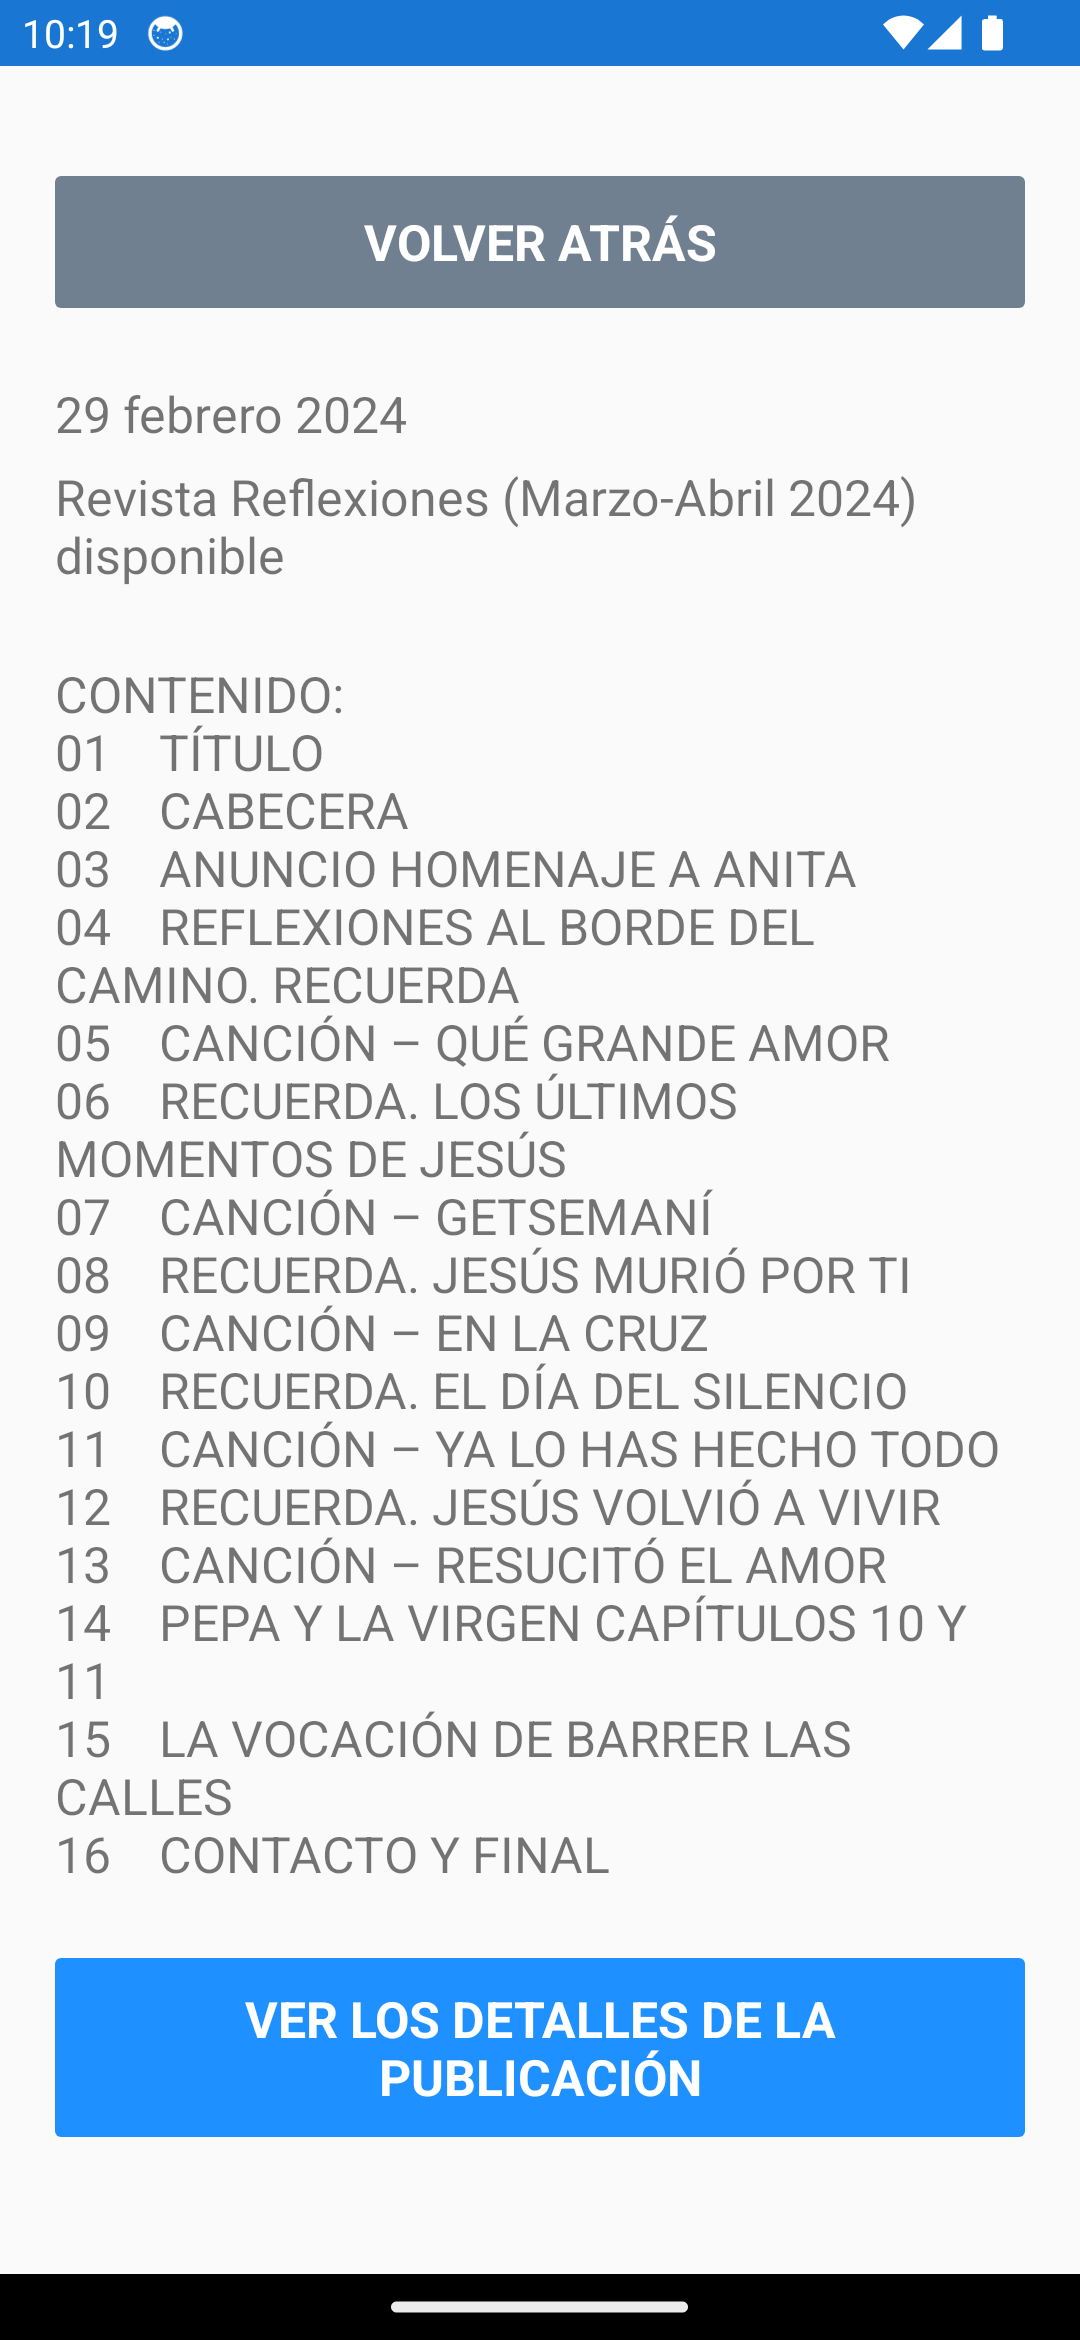 10:19
VOLVER ATRÁS
29 febrero 2024
Revista Reflexiones (Marzo-Abril 2024)
disponible
CONTENIDO:
01 TÍTULO
02 CABECERA
03 ANUNCIO HOMENAJE A ANITA
04 REFLEXIONES AL BORDE DEL
CAMINO. RECUERDA
05 CANCIÓN – QUÉ GRANDE AMOR
06 RECUERDA. LOS ÚLTIMOS
MOMENTOS DE JESÚS
07 CANCIÓN – GETSEMANÍ
08 RECUERDA. JESÚS MURIÓ POR TI
09 CANCIÓN – EN LA CRUZ
10 RECUERDA. EL DÍA DEL SILENCIO
11 CANCIÓN – YA LO HAS HECHO TODO
12 RECUERDA. JESÚS VOLVIÓ A VIVIR
13 CANCIÓN – RESUCITÓ EL AMOR
14 PEPA Y LA VIRGEN CAPÍTULOS 10 Y
11
15 LA VOCACIÓN DE BARRER LAS
CALLES
16 CONTACTO Y FINAL
VER LOS DETALLES DE LA
PUBLICACIÓN